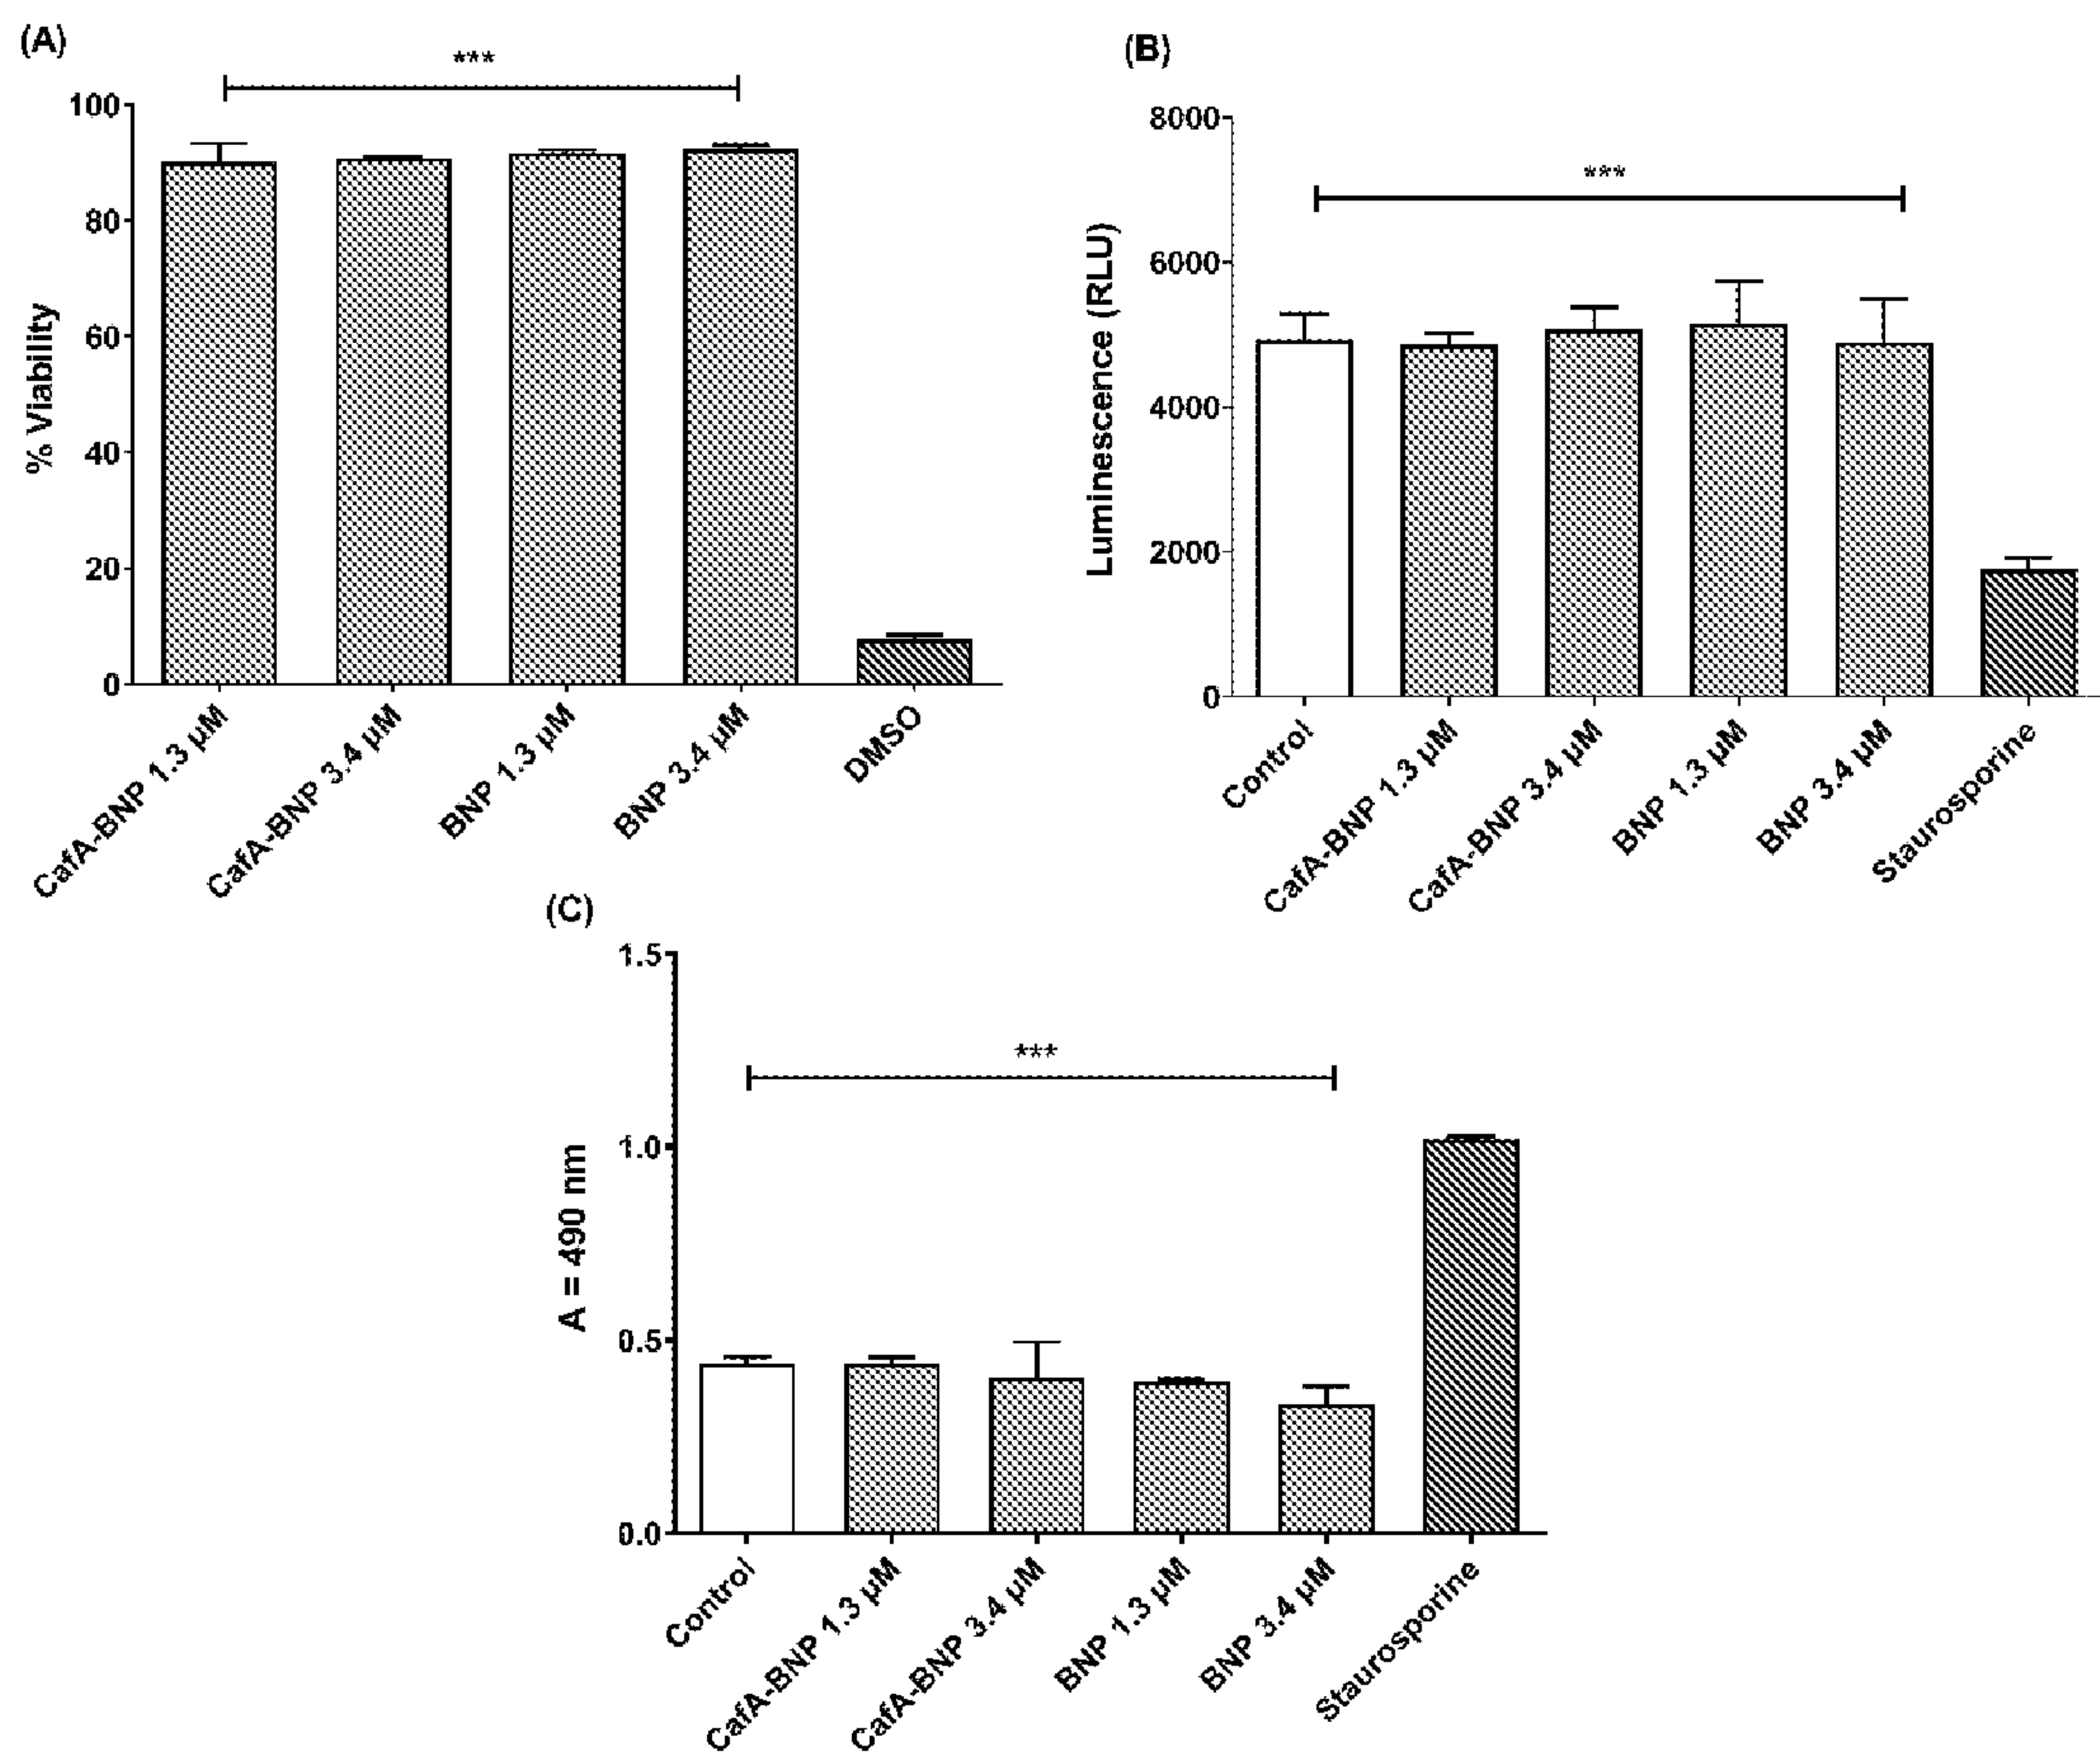 (A)
***
100
80
60
40
20
0
% Viability
CafA-BNP 1.3 µM
CafA-BNP 3.4 µM
BNP 1.3 µM
BNP 3.4 µM
DMSO
(B)
***
8000
6000
4000
2000
0
Luminescence (RLU)
Control
CafA-BNP 1.3 µM
CafA-BNP 3.4 µM
BNP 1.3 µM
BNP 3.4 µM
Staurosporine
(C)
***
1.5
1.0
0.5
0.0
A = 490 nm
Control
CafA-BNP 1.3 µM
CafA-BNP 3.4 µM
BNP 1.3 µM
BNP 3.4 µM
Staurosporine